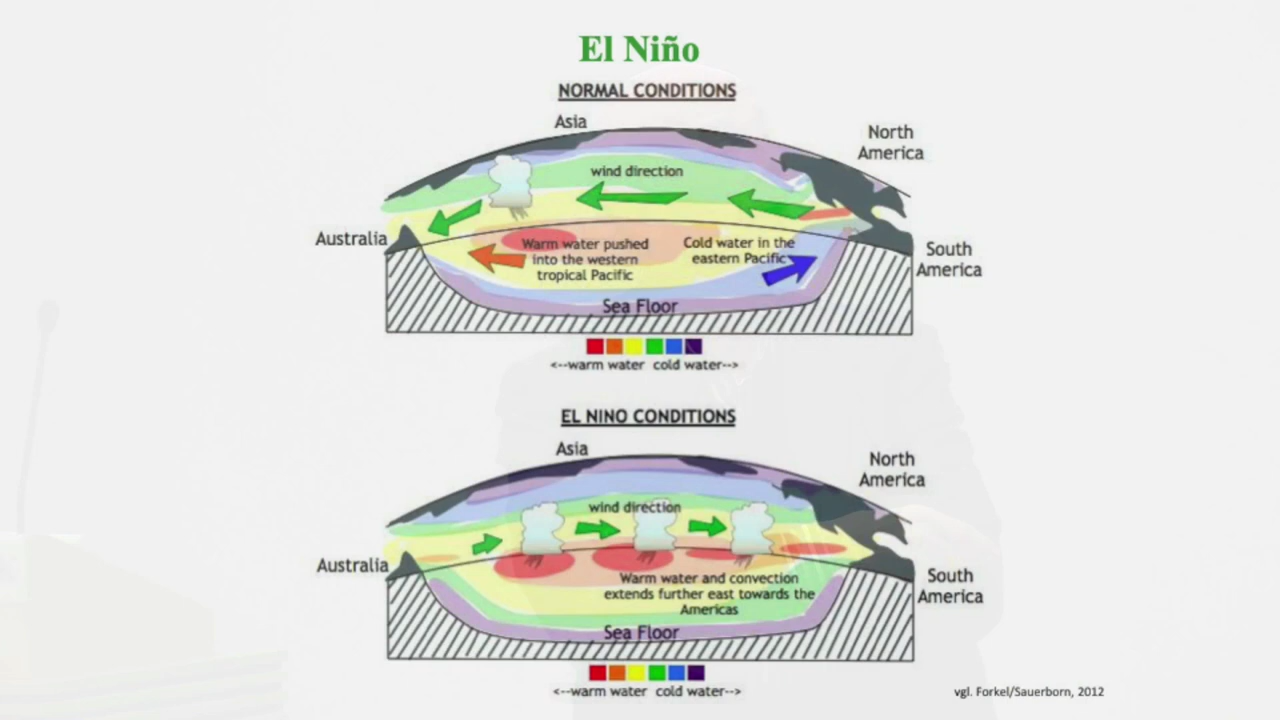 El Niño
NORMAL CONDITIONS
Asia
North
America
wind direction
Australia
Warm water pushed
into the western
tropical Pacific
Cold water in the
eastern Pacific
South
America
Sea Floor
<--warm water cold water-->
EL NINO CONDITIONS
Asia
North
America
wind direction
Australia
Warm water and convection
extends further east towards the
Americas
South
America
Sea Floor
<--warm water cold water-->
vgl. Forkel/Sauerborn, 2012